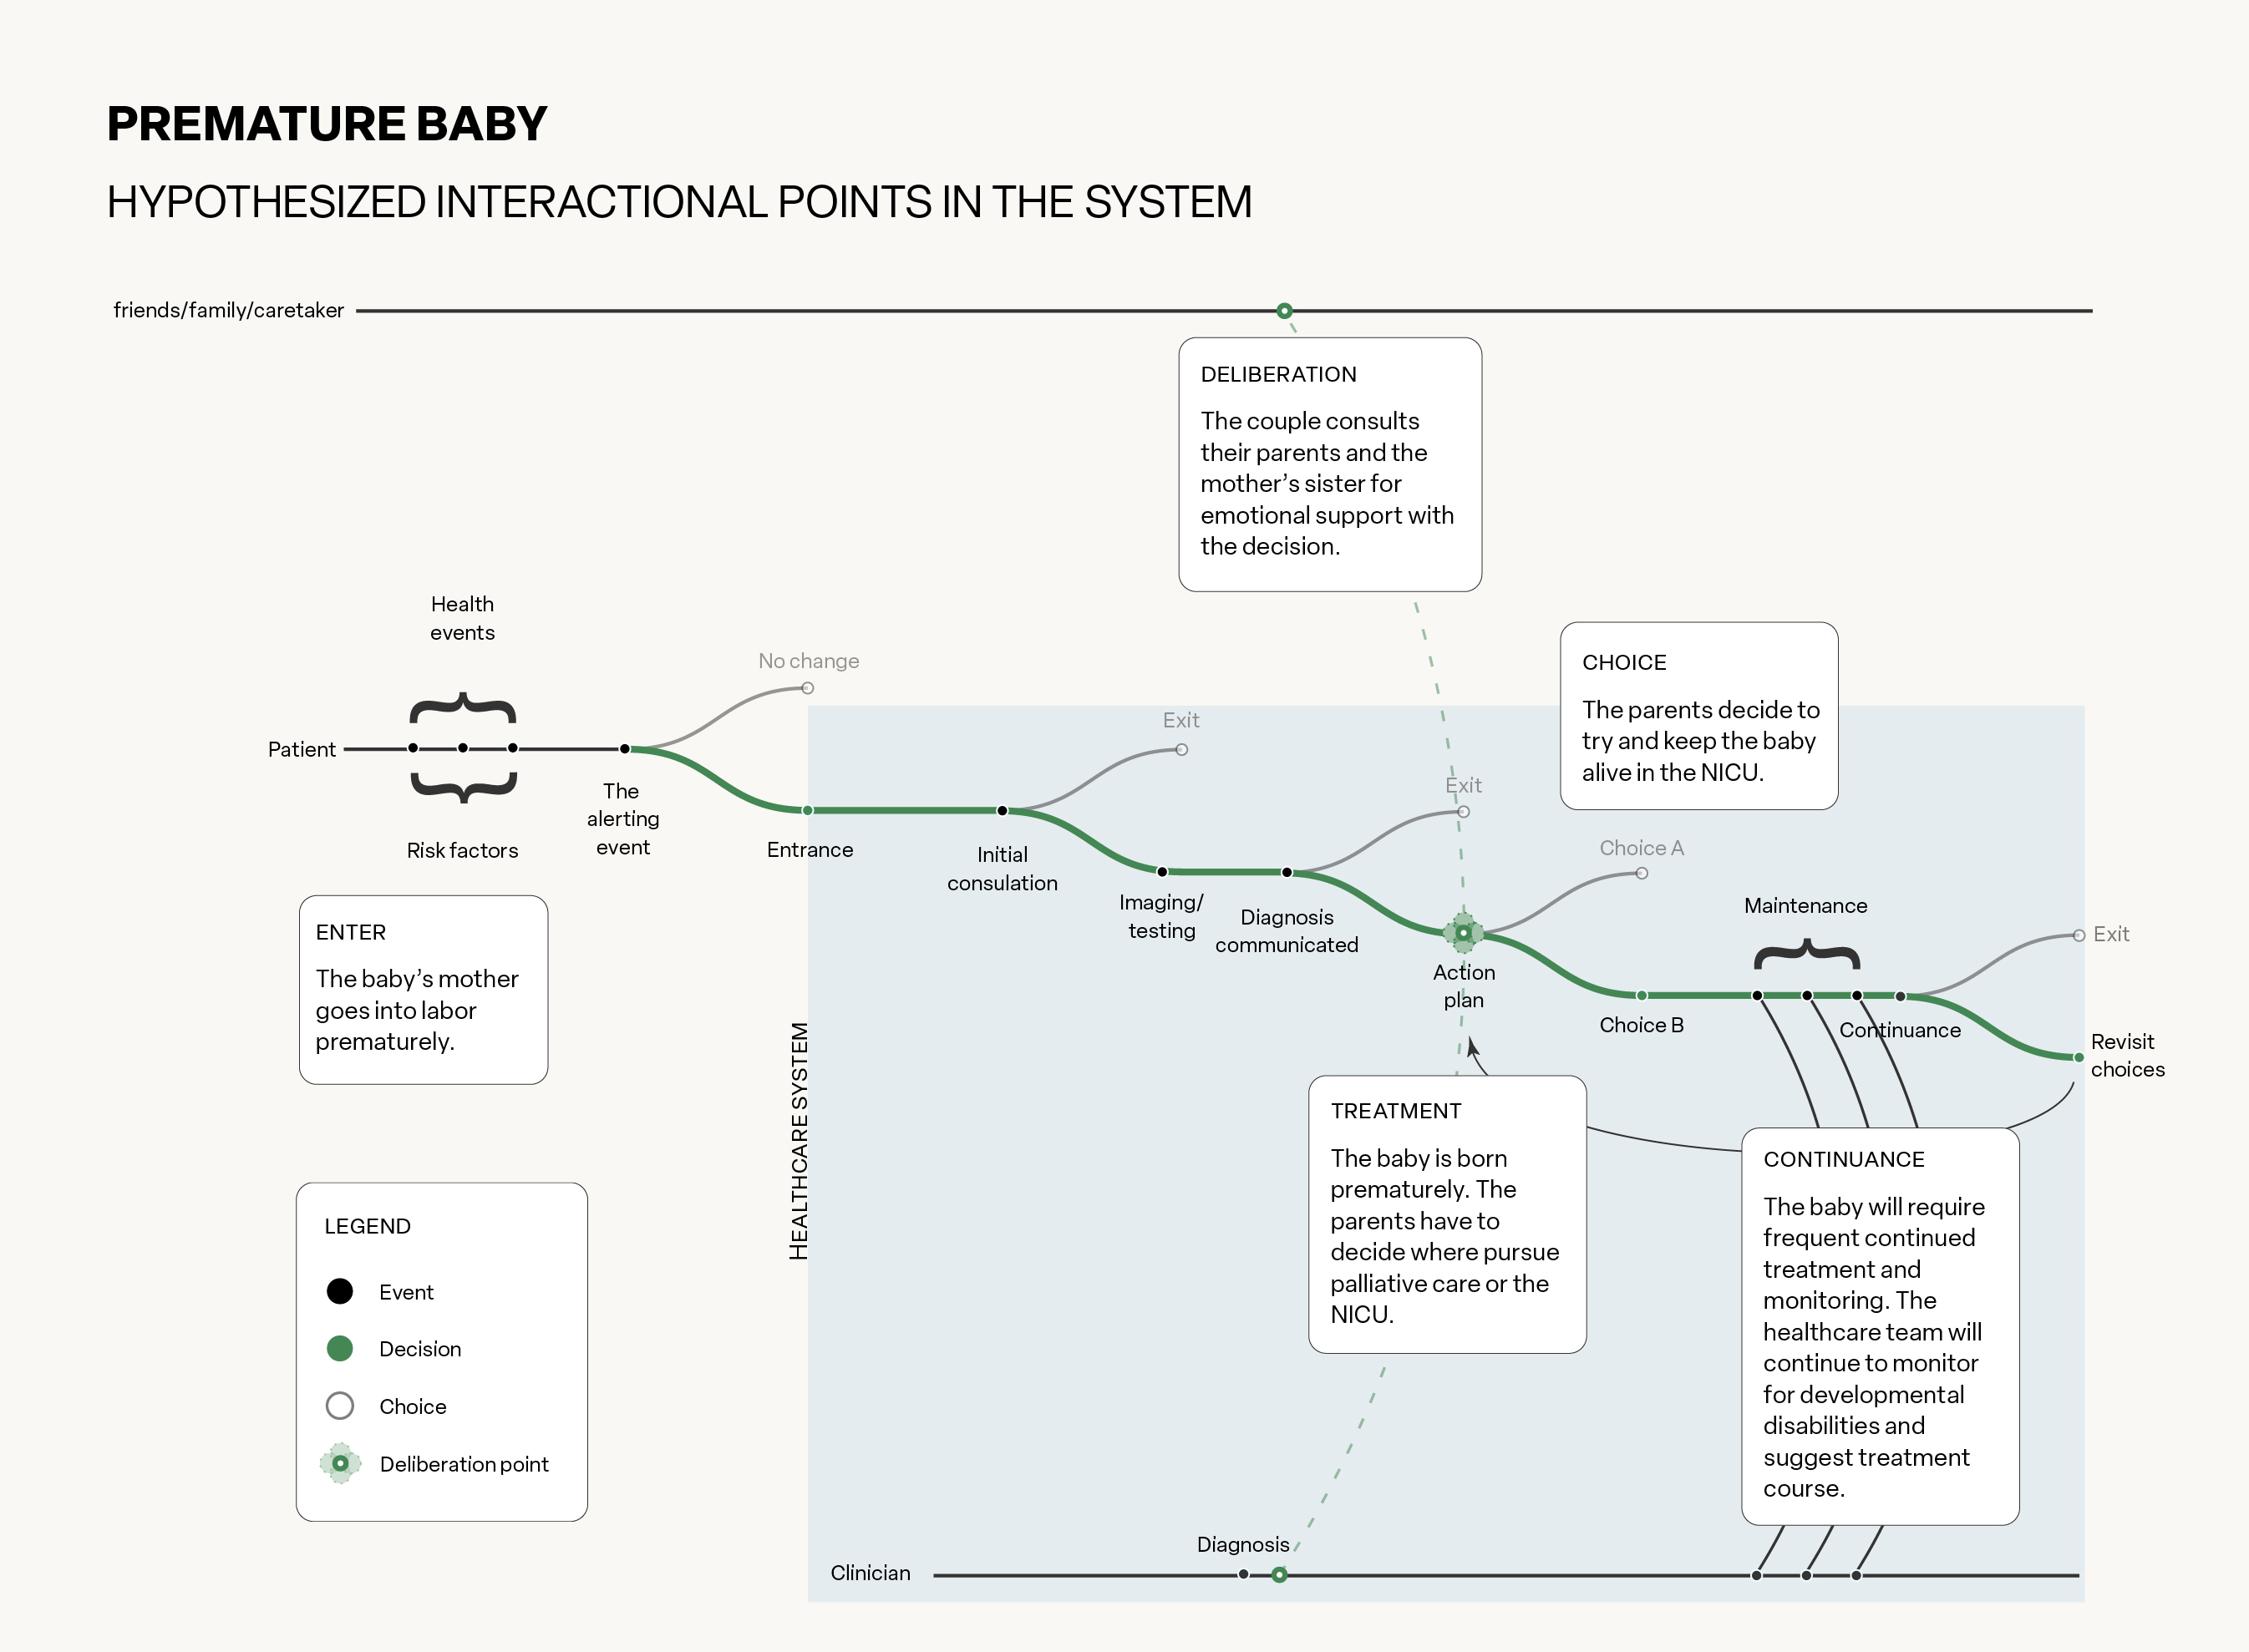 PREMATURE BABY
HYPOTHESIZED INTERACTIONAL POINTS IN THE SYSTEM
friends/family/caretaker
DELIBERATION
The couple consults
their parents and the
mother’s sister for
emotional support with
the decision.
Health
events
No change
CHOICE
The parents decide to
try and keep the baby
alive in the NICU.
Exit
Patient
Exit
The
alerting
event
Risk factors
Entrance
Initial
consulation
Choice A
Imaging/
testing
Diagnosis
communicated
Maintenance
Exit
ENTER
The baby’s mother
goes into labor
prematurely.
Action
plan
Choice B
Continuance
Revisit
choices
HEALTHCARE SYSTEM
TREATMENT
The baby is born
prematurely. The
parents have to
decide where pursue
palliative care or the
NICU.
CONTINUANCE
The baby will require
frequent continued
treatment and
monitoring. The
healthcare team will
continue to monitor
for developmental
disabilities and
suggest treatment
course.
LEGEND
Event
Decision
Choice
Deliberation point
Diagnosis
Clinician